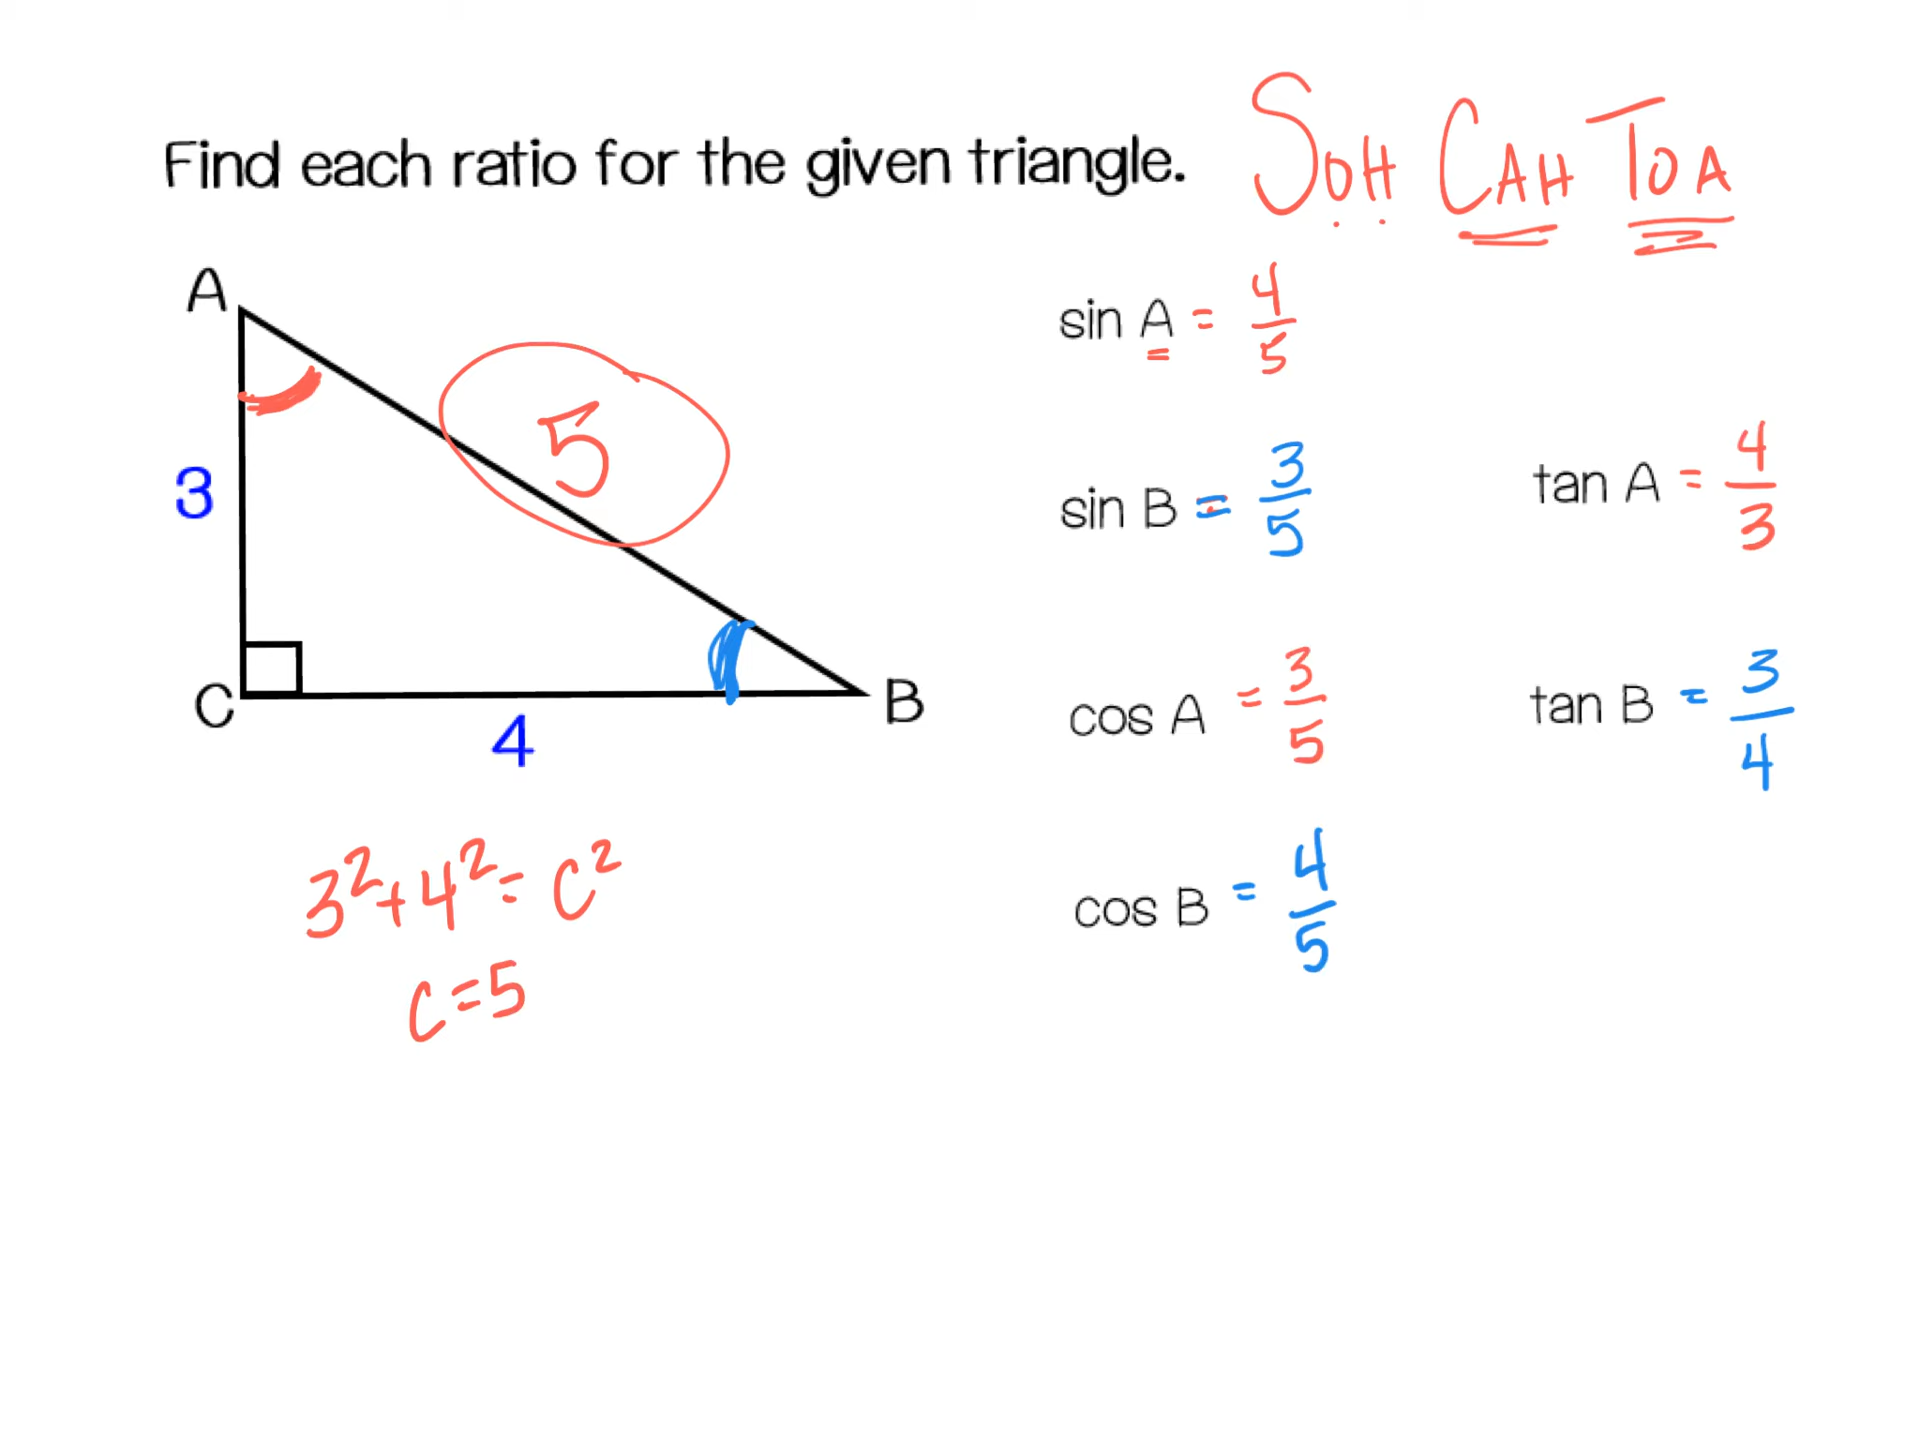 Find each ratio for the given triangle.
SOH CAH TOA
A
3
5
C
4
B
3²+4²=c²
c=5
sin A = 4/5
sin B = 3/5
cos A = 3/5
cos B = 4/5
tan A = 4/3
tan B = 3/4